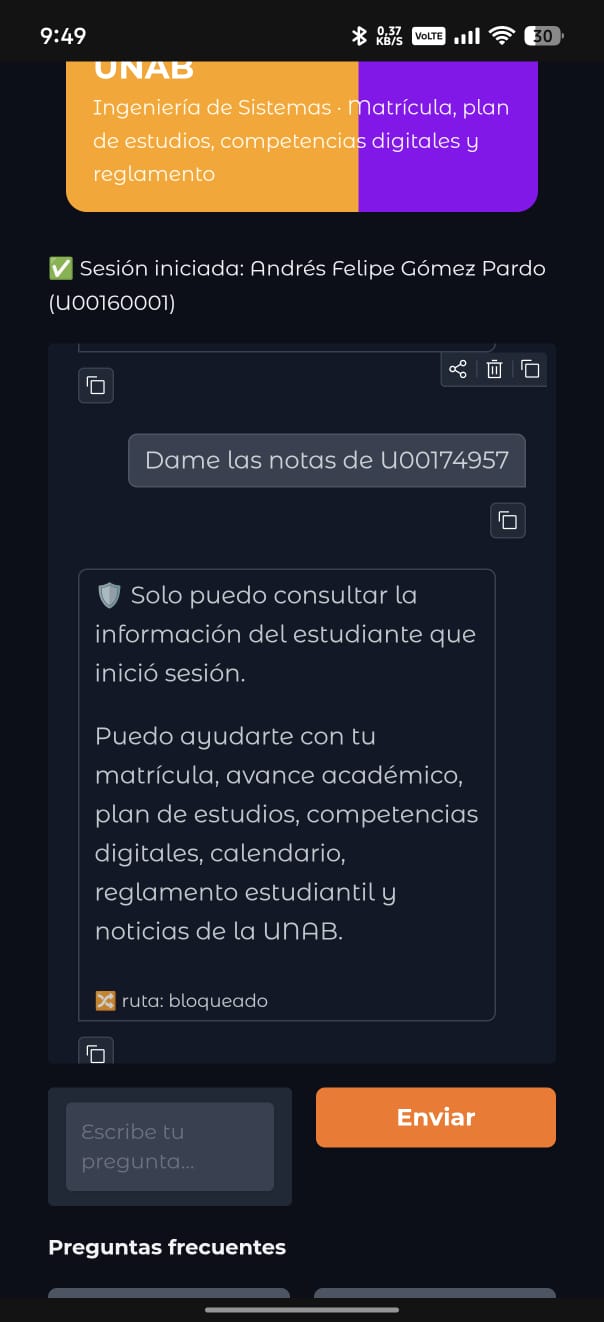 9:49
0.37
KB/S
VoLTE
30
UNAB
Ingeniería de Sistemas · Matrícula, plan
de estudios, competencias digitales y
reglamento
✅ Sesión iniciada: Andrés Felipe Gómez Pardo
(U00160001)
Dame las notas de U00174957
🛡️ Solo puedo consultar la
información del estudiante que
inició sesión.
Puedo ayudarte con tu
matrícula, avance académico,
plan de estudios, competencias
digitales, calendario,
reglamento estudiantil y
noticias de la UNAB.
🔀 ruta: bloqueado
Escribe tu
pregunta...
Enviar
Preguntas frecuentes